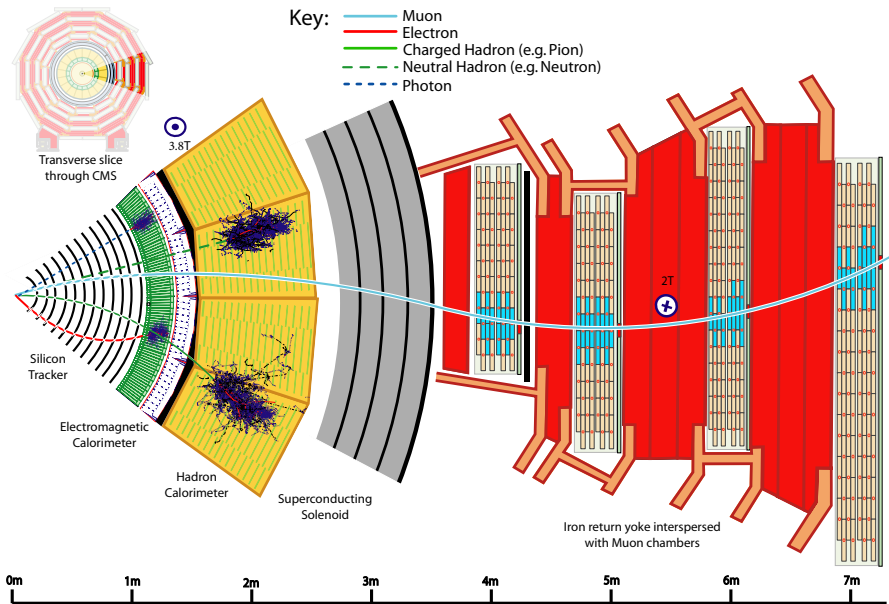 Key:
Muon
Electron
Charged Hadron (e.g. Pion)
Neutral Hadron (e.g. Neutron)
Photon
Transverse slice
through CMS
3.8T
2T
Silicon
Tracker
Electromagnetic
Calorimeter
Hadron
Calorimeter
Superconducting
Solenoid
Iron return yoke interspersed
with Muon chambers
0m 1m 2m 3m 4m 5m 6m 7m